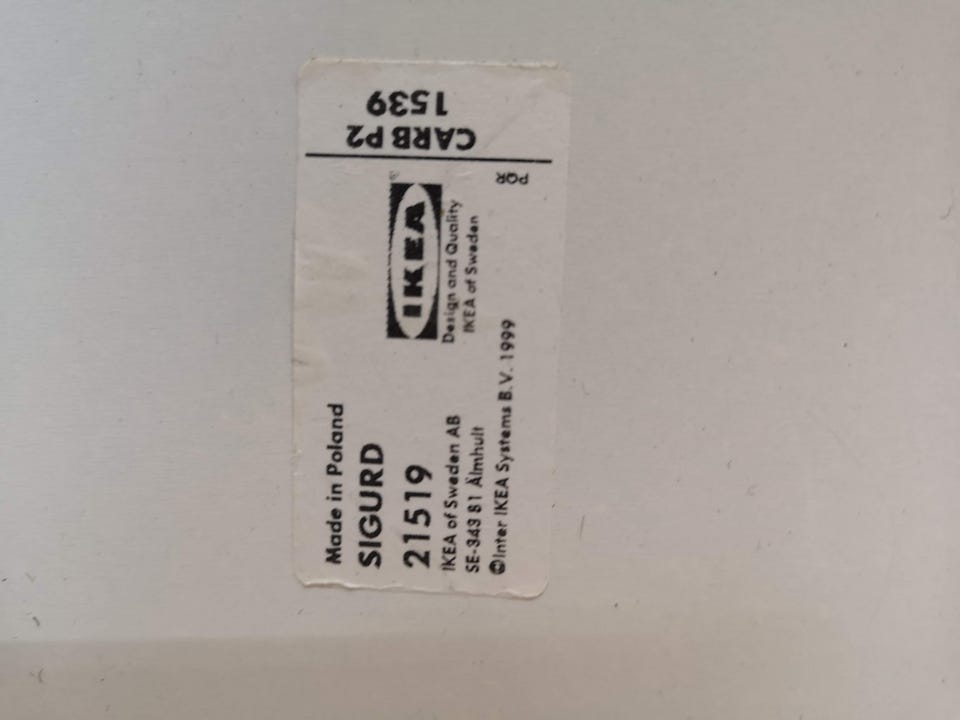 Made in Poland
SIGURD
21519
IKEA of Sweden AB
SE-343 81 Älmhult
©Inter IKEA Systems B.V. 1999
IKEA®
Design and Quality
IKEA of Sweden
PQR
CARB P2
1539